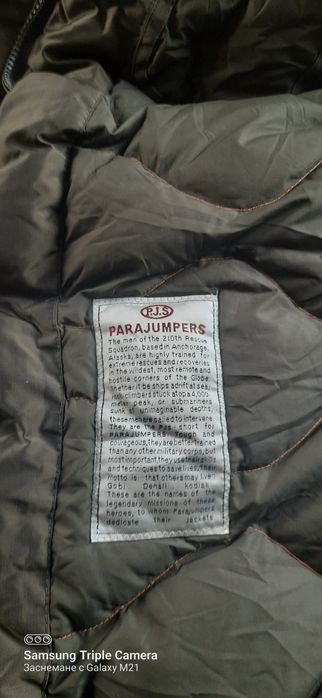 P.J.S
PARAJUMPERS
The men of the 210th Rescue
Squadron, based in Anchorage,
Alaska, are highly trained for
extreme rescues and recoveries
in the wildest, most remote and
hostile corners of the Globe.
Whether it be ships adrift at sea,
climbers stuck atop a 4,000
meter peak, or submariners
sunk to unimaginable depths,
these men are called to intervene.
They are the Pjs- short for
PARAJUMPERS. Tough and
courageous, they are better trained
than any other military corps, but
most important, they use their skills
and techniques to save lives, their
motto is: that others may live.
Gobi Denali Kodiak
These are the names of the
legendary missions of these
heroes, to whom Parajumpers
dedicate their jackets
Samsung Triple Camera
Заснемане с Galaxy M21